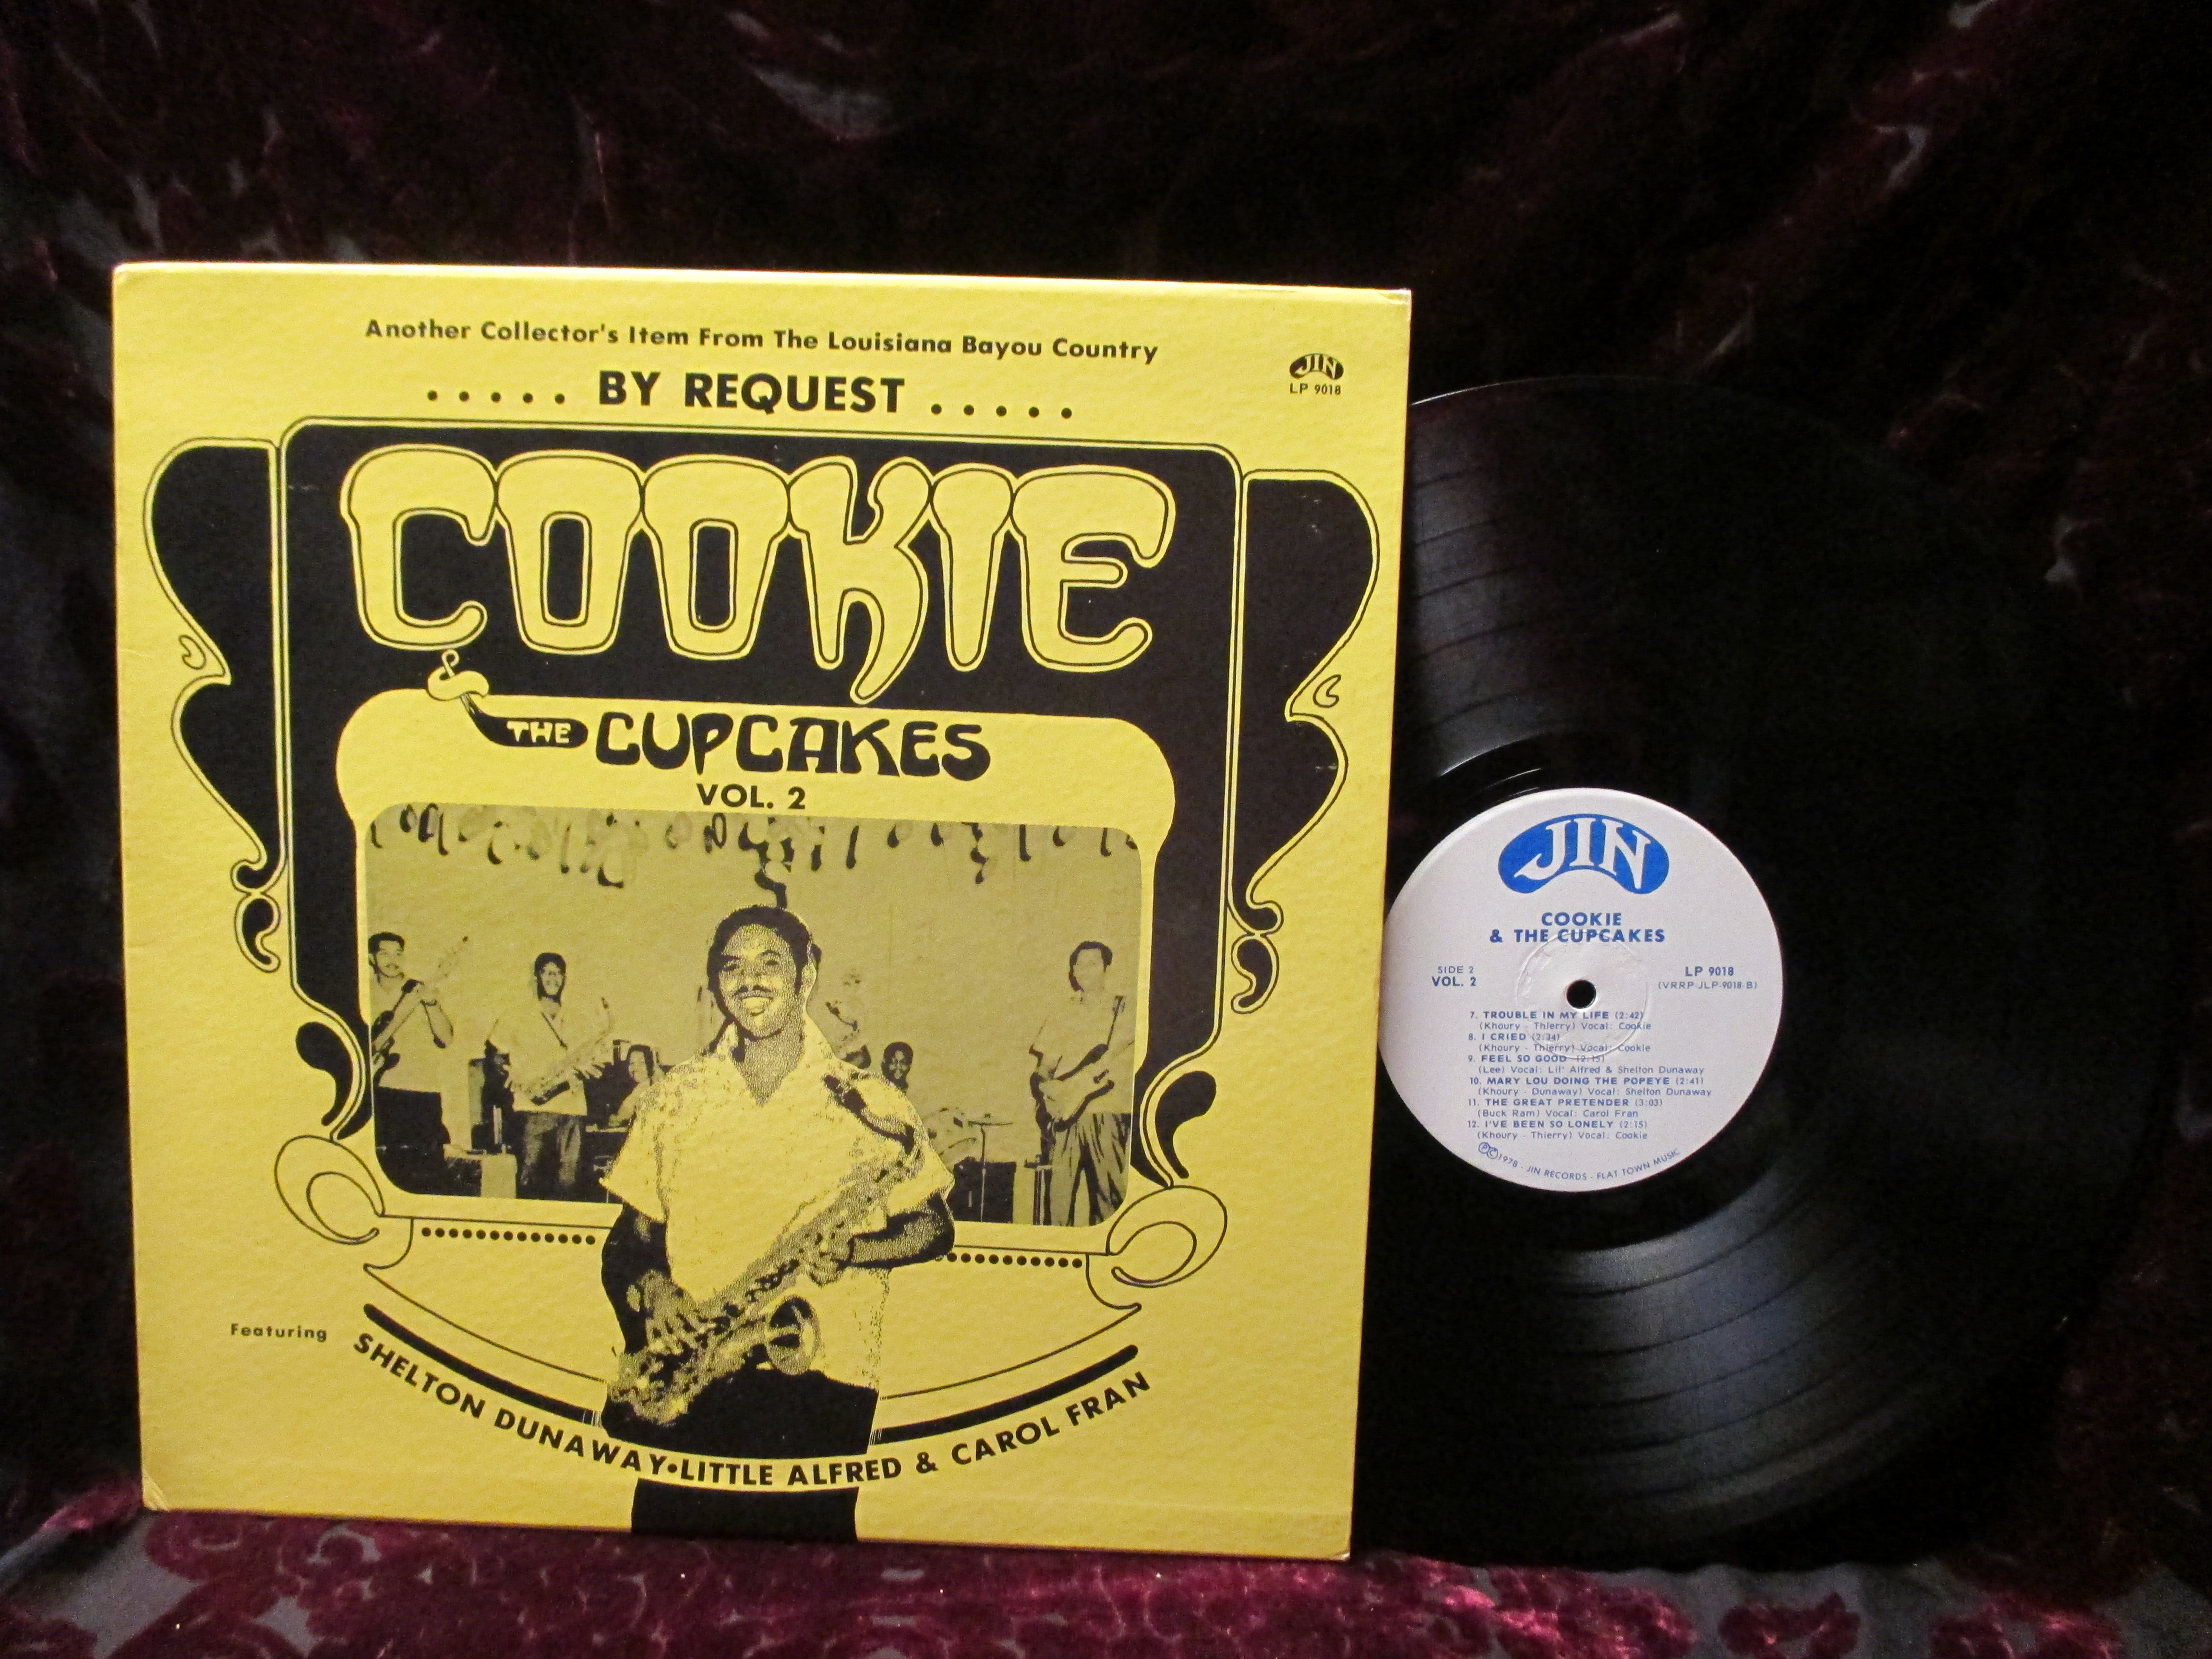 Another Collector's Item From The Louisiana Bayou Country
. . . . . BY REQUEST . . . . .
JIN
LP 9018
COOKIE
& THE CUPCAKES
VOL. 2
Featuring SHELTON DUNAWAY•LITTLE ALFRED & CAROL FRAN
JIN
COOKIE
& THE CUPCAKES
SIDE 2
VOL. 2
LP 9018
(VRRP-JLP-9018-B)
7. TROUBLE IN MY LIFE (2:42)
(Khoury - Thierry) Vocal: Cookie
8. I CRIED (2:34)
(Khoury - Thierry) Vocal: Cookie
9. FEEL SO GOOD (2:15)
(Lee) Vocal: Lil' Alfred & Shelton Dunaway
10. MARY LOU DOING THE POPEYE (2:41)
(Khoury - Dunaway) Vocal: Shelton Dunaway
11. THE GREAT PRETENDER (3:03)
(Buck Ram) Vocal: Carol Fran
12. I'VE BEEN SO LONELY (2:15)
(Khoury - Thierry) Vocal: Cookie
℗© 1978 - JIN RECORDS - FLAT TOWN MUSIC